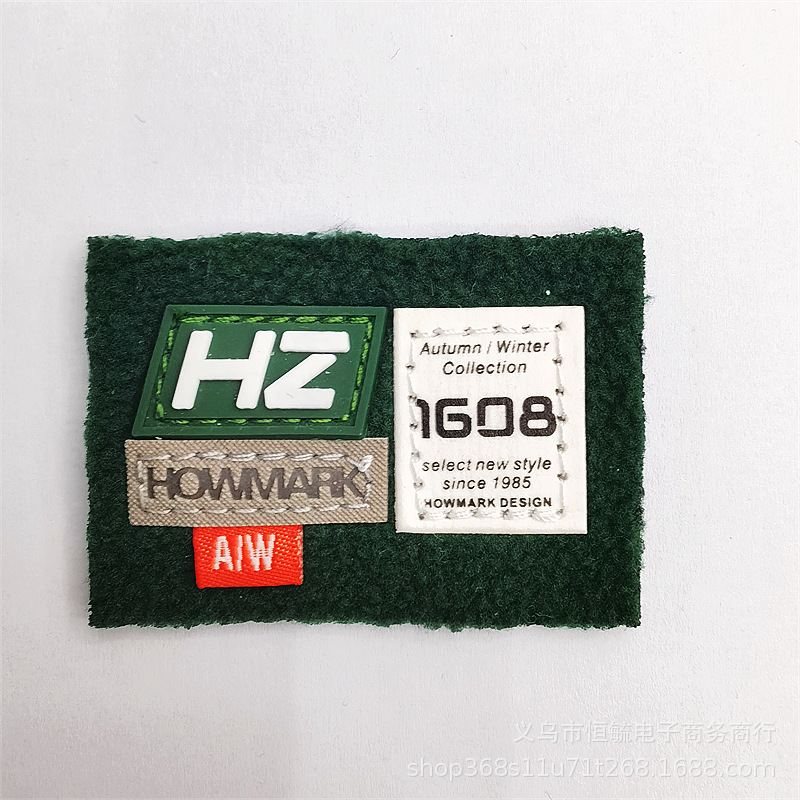 HZ
HOWMARK
A/W
Autumn / Winter
Collection
1608
select new style
since 1985
HOWMARK DESIGN
义乌市恒毓电子商务商行
shop368s11u71t268.1688.com